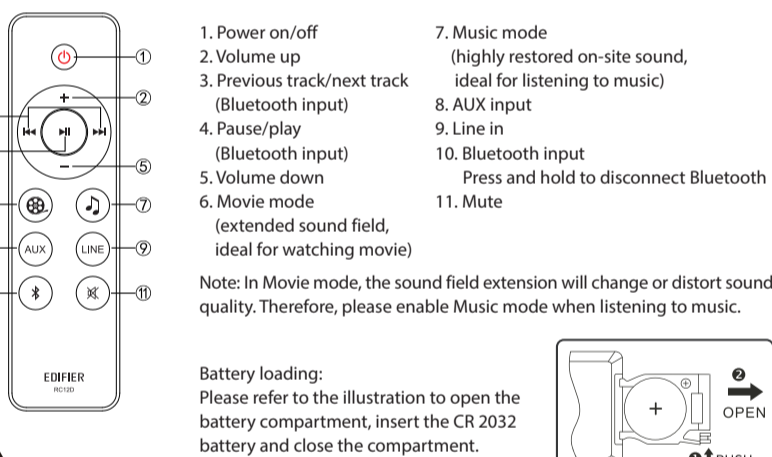 1. Power on/off
2. Volume up
3. Previous track/next track
(Bluetooth input)
4. Pause/play
(Bluetooth input)
5. Volume down
6. Movie mode
(extended sound field,
ideal for watching movie)
7. Music mode
(highly restored on-site sound,
ideal for listening to music)
8. AUX input
9. Line in
10. Bluetooth input
Press and hold to disconnect Bluetooth
11. Mute
①
+
②
−
⑤
⑦
AUX
LINE
⑨
⑪
EDIFIER
RC12D
Note: In Movie mode, the sound field extension will change or distort sound
quality. Therefore, please enable Music mode when listening to music.
Battery loading:
Please refer to the illustration to open the
battery compartment, insert the CR 2032
battery and close the compartment.
+
+
❷
OPEN
❶ PUSH